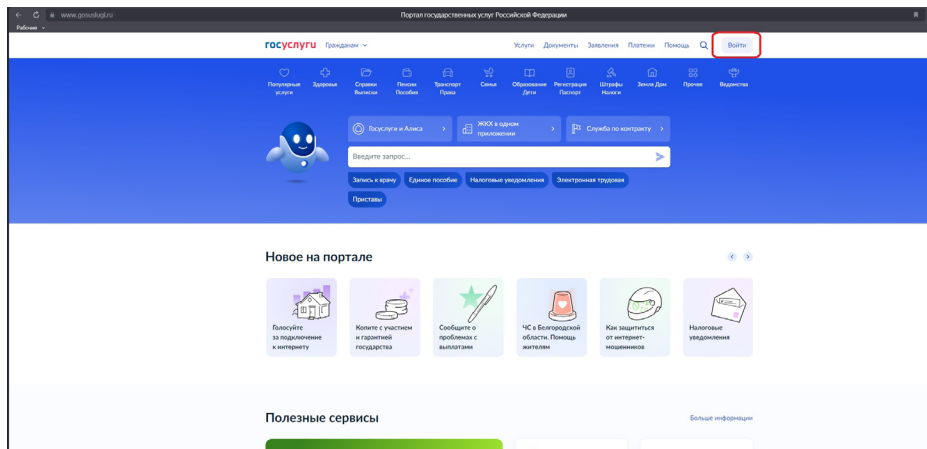 www.gosuslugi.ru
Портал государственных услуг Российской Федерации
Рабочая
госуслуги Гражданам
Услуги Документы Заявления Платежи Помощь Войти
Популярные услуги
Здоровье
Справки Выписки
Пенсии Пособия
Транспорт Права
Семья
Образование Дети
Регистрация Паспорт
Штрафы Налоги
Земля Дом
Прочее
Ведомства
Госуслуги и Алиса
ЖКХ в одном
приложении
Служба по контракту
Введите запрос...
Запись к врачу Единое пособие Налоговые уведомления Электронная трудовая
Приставы
Новое на портале
Голосуйте
за подключение
к интернету
Копите с участием
и гарантией
государства
Сообщите о
проблемах с
выплатами
ЧС в Белгородской
области. Помощь
жителям
Как защититься
от интернет-
мошенников
Налоговые
уведомления
Полезные сервисы
Больше информации